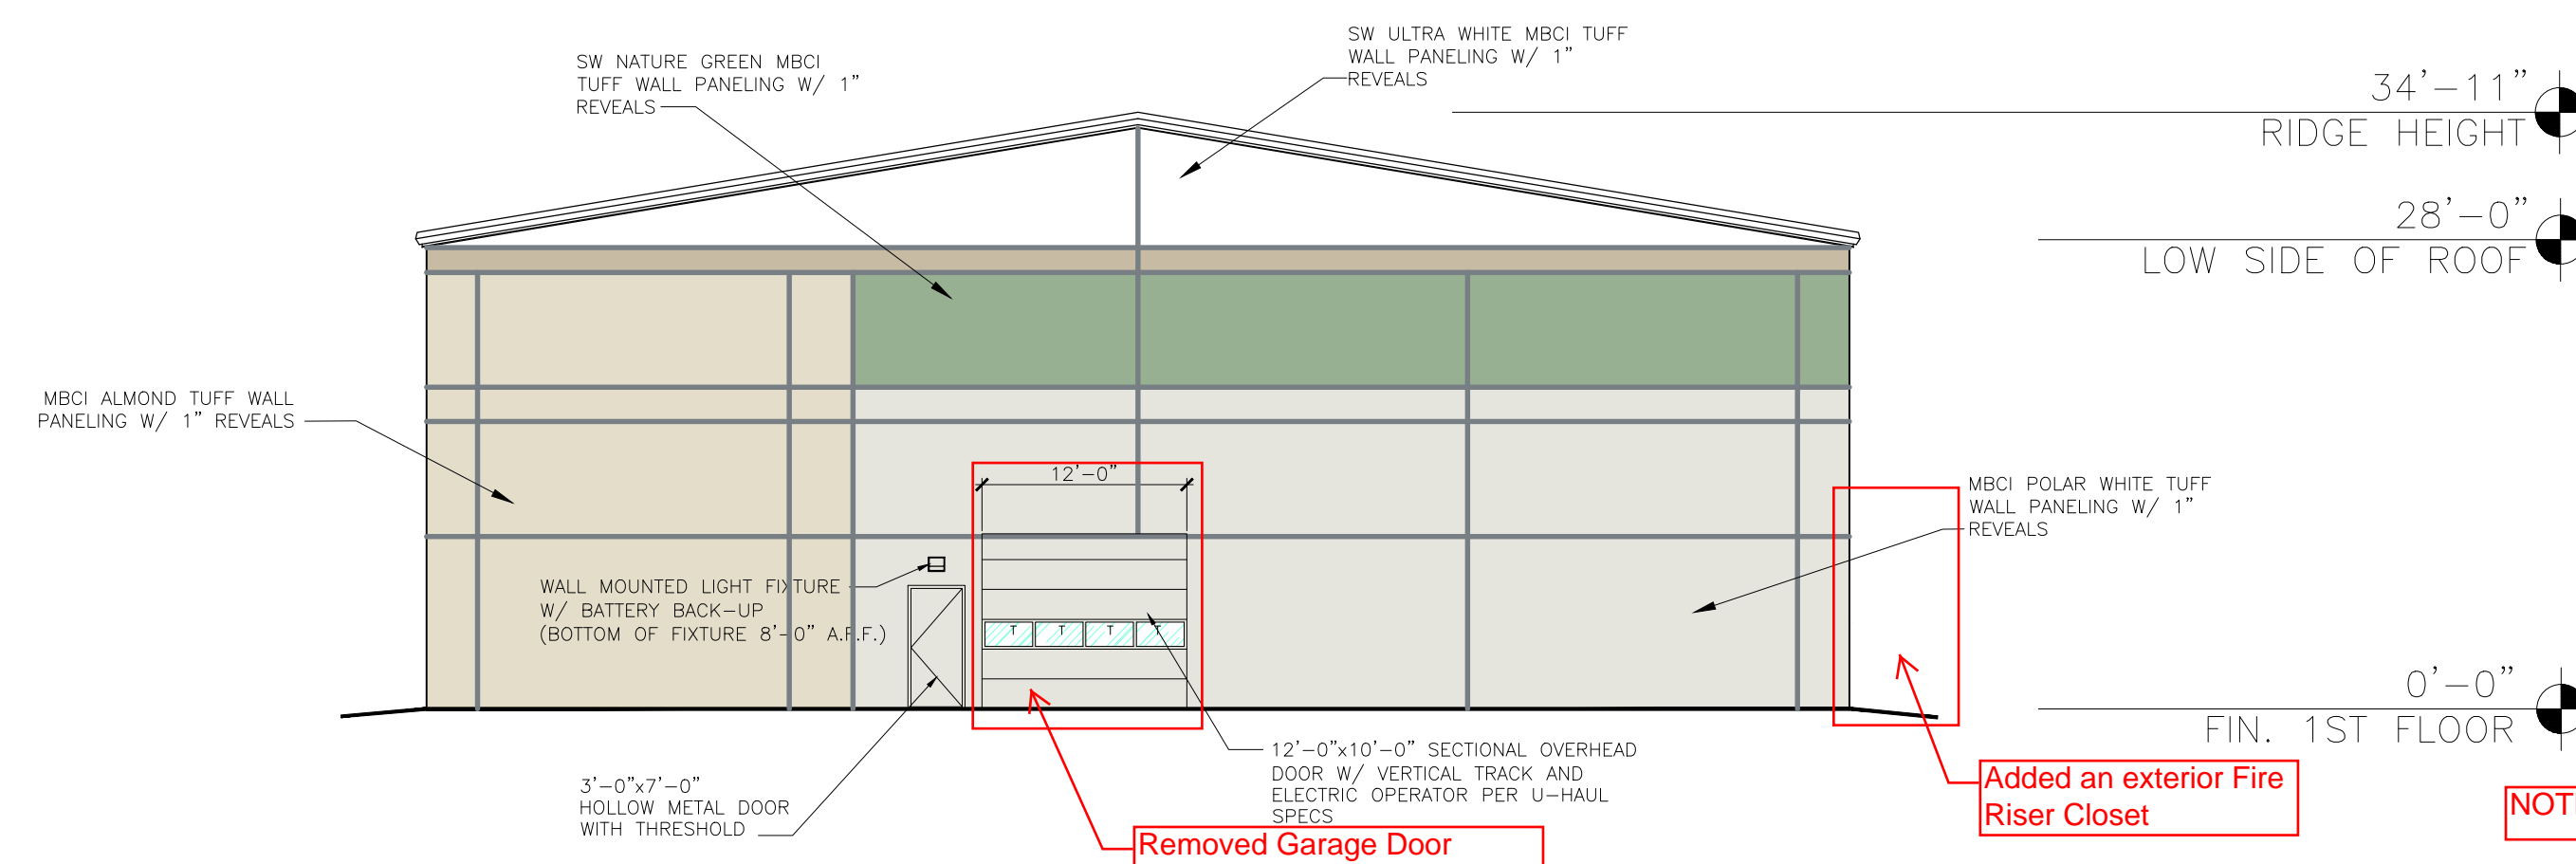 SW NATURE GREEN MBCI
TUFF WALL PANELING W/ 1”
REVEALS
SW ULTRA WHITE MBCI TUFF
WALL PANELING W/ 1”
REVEALS
34’-11”
RIDGE HEIGHT
28’-0”
LOW SIDE OF ROOF
MBCI ALMOND TUFF WALL
PANELING W/ 1” REVEALS
12’-0”
MBCI POLAR WHITE TUFF
WALL PANELING W/ 1”
REVEALS
WALL MOUNTED LIGHT FIXTURE
W/ BATTERY BACK-UP
(BOTTOM OF FIXTURE 8’-0” A.F.F.)
T T T T
0’-0”
FIN. 1ST FLOOR
3’-0”x7’-0”
HOLLOW METAL DOOR
WITH THRESHOLD
12’-0”x10’-0” SECTIONAL OVERHEAD
DOOR W/ VERTICAL TRACK AND
ELECTRIC OPERATOR PER U-HAUL
SPECS
Removed Garage Door
Added an exterior Fire
Riser Closet